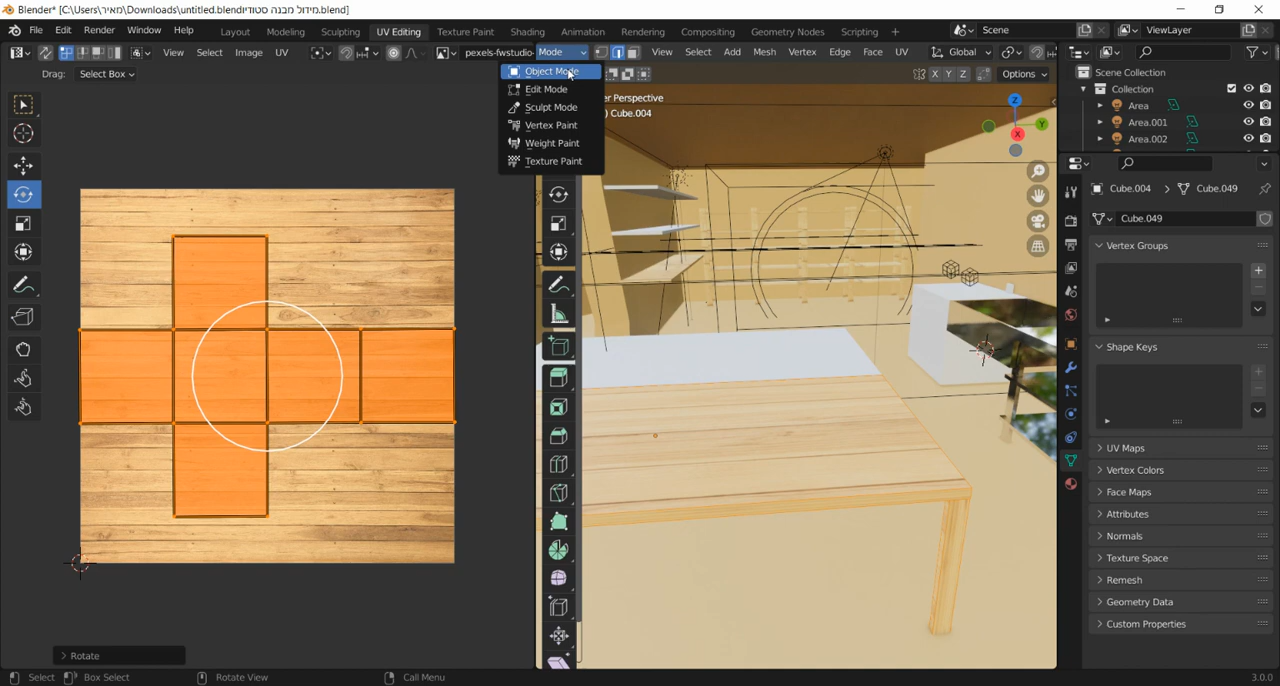 Blender* [C:\Users\מאיר\Downloads\untitled.blendמידול מבנה סטודיו.blend]
File Edit Render Window Help Layout Modeling Sculpting UV Editing Texture Paint Shading Animation Rendering Compositing Geometry Nodes Scripting + Scene ViewLayer
View Select Image UV pexels-fwstudio- Mode View Select Add Mesh Vertex Edge Face UV Global
Drag: Select Box X Y Z Options
Object Mode
Edit Mode
Sculpt Mode
Vertex Paint
Weight Paint
Texture Paint
er Perspective
) Cube.004
Z
Y
X
Scene Collection
Collection
Area
Area.001
Area.002
Cube.004 > Cube.049
Cube.049
Vertex Groups
Shape Keys
UV Maps
Vertex Colors
Face Maps
Attributes
Normals
Texture Space
Remesh
Geometry Data
Custom Properties
> Rotate
Select Box Select Rotate View Call Menu 3.0.0